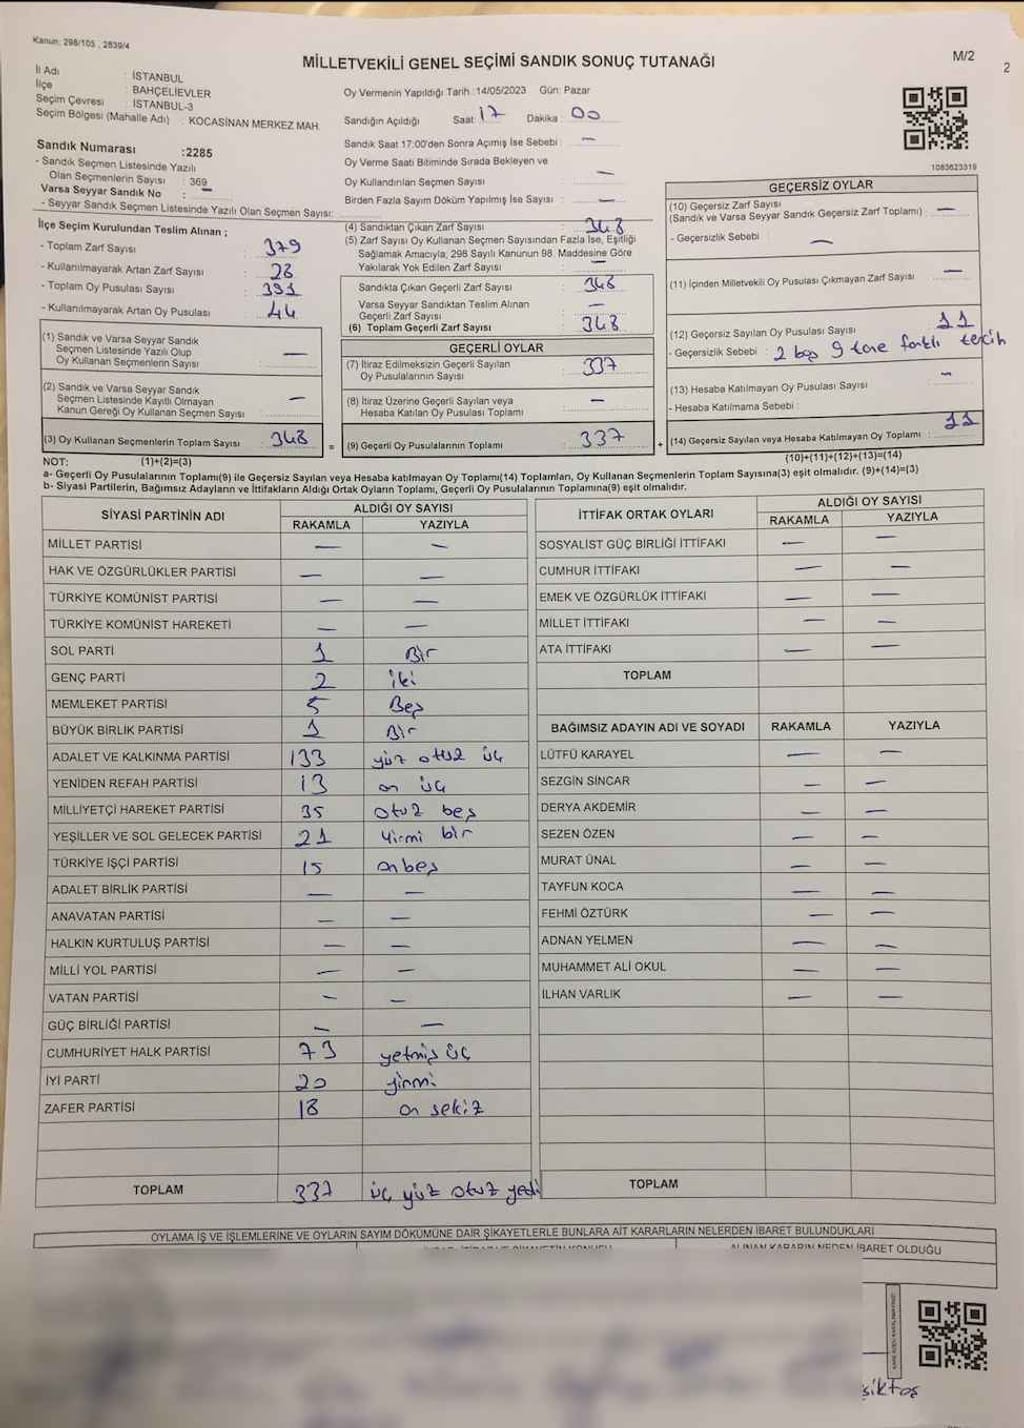 Kanun: 298/105 , 2839/4
MİLLETVEKİLİ GENEL SEÇİMİ SANDIK SONUÇ TUTANAĞI
M/2
2
İl Adı : İSTANBUL
İlçe : BAHÇELİEVLER
Seçim Çevresi : İSTANBUL-3
Seçim Bölgesi (Mahalle Adı) : KOCASİNAN MERKEZ MAH.
Sandık Numarası :2285
- Sandık Seçmen Listesinde Yazılı
Olan Seçmenlerin Sayısı : 369
Varsa Seyyar Sandık No : —
- Seyyar Sandık Seçmen Listesinde Yazılı Olan Seçmen Sayısı:
Oy Vermenin Yapıldığı Tarih : 14/05/2023 Gün: Pazar
Sandığın Açıldığı Saat: 17 Dakika: 00
Sandık Saat 17:00'den Sonra Açımış İse Sebebi : —
Oy Verme Saati Bitiminde Sırada Bekleyen ve
Oy Kullandırılan Seçmen Sayısı : —
Birden Fazla Sayım Döküm Yapılmış İse Sayısı : —
1083623319
İlçe Seçim Kurulundan Teslim Alınan ;
- Toplam Zarf Sayısı : 379
- Kullanılmayarak Artan Zarf Sayısı : 28
- Toplam Oy Pusulası Sayısı : 391
- Kullanılmayarak Artan Oy Pusulası : 44
(1) Sandık ve Varsa Seyyar Sandık
Seçmen Listesinde Yazılı Olup
Oy Kullanan Seçmenlerin Sayısı : —
(2) Sandık ve Varsa Seyyar Sandık
Seçmen Listesinde Kayıtlı Olmayan
Kanun Gereği Oy Kullanan Seçmen Sayısı : —
(3) Oy Kullanan Seçmenlerin Toplam Sayısı : 348
(4) Sandıktan Çıkan Zarf Sayısı : 348
(5) Zarf Sayısı Oy Kullanan Seçmen Sayısından Fazla İse, Eşitliği
Sağlamak Amacıyla, 298 Sayılı Kanunun 98. Maddesine Göre
Yakılarak Yok Edilen Zarf Sayısı : —
Sandıkta Çıkan Geçerli Zarf Sayısı : 348
Varsa Seyyar Sandıktan Teslim Alınan
Geçerli Zarf Sayısı : —
(6) Toplam Geçerli Zarf Sayısı : 348
GEÇERLİ OYLAR
(7) İtiraz Edilmeksizin Geçerli Sayılan
Oy Pusulalarının Sayısı : 337
(8) İtiraz Üzerine Geçerli Sayılan veya
Hesaba Katılan Oy Pusulası Toplamı : —
= (9) Geçerli Oy Pusulalarının Toplamı : 337
GEÇERSİZ OYLAR
(10) Geçersiz Zarf Sayısı
(Sandık ve Varsa Seyyar Sandık Geçersiz Zarf Toplamı) : —
- Geçersizlik Sebebi : —
(11) İçinden Milletvekili Oy Pusulası Çıkmayan Zarf Sayısı : —
(12) Geçersiz Sayılan Oy Pusulası Sayısı : 11
- Geçersizlik Sebebi : 2 boş 9 tane farklı tercih
(13) Hesaba Katılmayan Oy Pusulası Sayısı : —
- Hesaba Katılmama Sebebi :
+ (14) Geçersiz Sayılan veya Hesaba Katılmayan Oy Toplamı : 11
NOT: (1)+(2)=(3)
(10)+(11)+(12)+(13)=(14)
a- Geçerli Oy Pusulalarının Toplamı(9) ile Geçersiz Sayılan veya Hesaba katılmayan Oy Toplamı(14) Toplamları, Oy Kullanan Seçmenlerin Toplam Sayısına(3) eşit olmalıdır. (9)+(14)=(3)
b- Siyasi Partilerin, Bağımsız Adayların ve İttifakların Aldığı Ortak Oyların Toplamı, Geçerli Oy Pusulalarının Toplamına(9) eşit olmalıdır.
SİYASİ PARTİNİN ADI ALDIĞI OY SAYISI
RAKAMLA YAZIYLA
MİLLET PARTİSİ — —
HAK VE ÖZGÜRLÜKLER PARTİSİ — —
TÜRKİYE KOMÜNİST PARTİSİ — —
TÜRKİYE KOMÜNİST HAREKETİ — —
SOL PARTİ 1 Bir
GENÇ PARTİ 2 iki
MEMLEKET PARTİSİ 5 Beş
BÜYÜK BİRLİK PARTİSİ 1 Bir
ADALET VE KALKINMA PARTİSİ 133 yüz otuz üç
YENİDEN REFAH PARTİSİ 13 on üç
MİLLİYETÇİ HAREKET PARTİSİ 35 otuz beş
YEŞİLLER VE SOL GELECEK PARTİSİ 21 Yirmi bir
TÜRKİYE İŞÇİ PARTİSİ 15 onbeş
ADALET BİRLİK PARTİSİ — —
ANAVATAN PARTİSİ — —
HALKIN KURTULUŞ PARTİSİ — —
MİLLİ YOL PARTİSİ — —
VATAN PARTİSİ — —
GÜÇ BİRLİĞİ PARTİSİ — —
CUMHURİYET HALK PARTİSİ 73 yetmiş üç
İYİ PARTİ 20 yirmi
ZAFER PARTİSİ 18 on sekiz
TOPLAM 337 üç yüz otuz yedi
İTTİFAK ORTAK OYLARI ALDIĞI OY SAYISI
RAKAMLA YAZIYLA
SOSYALİST GÜÇ BİRLİĞİ İTTİFAKI — —
CUMHUR İTTİFAKI — —
EMEK VE ÖZGÜRLÜK İTTİFAKI — —
MİLLET İTTİFAKI — —
ATA İTTİFAKI — —
TOPLAM
BAĞIMSIZ ADAYIN ADI VE SOYADI RAKAMLA YAZIYLA
LÜTFÜ KARAYEL — —
SEZGİN SİNCAR — —
DERYA AKDEMİR — —
SEZEN ÖZEN — —
MURAT ÜNAL — —
TAYFUN KOCA — —
FEHMİ ÖZTÜRK — —
ADNAN YELMEN — —
MUHAMMET ALİ OKUL — —
İLHAN VARLIK — —
TOPLAM
OYLAMA İŞ VE İŞLEMLERİNE VE OYLARIN SAYIM DÖKÜMÜNE DAİR ŞİKAYETLERLE BUNLARA AİT KARARLARIN NELERDEN İBARET BULUNDUKLARI
ALINAN KARARIN NEDEN İBARET OLDUĞU
şiktaş